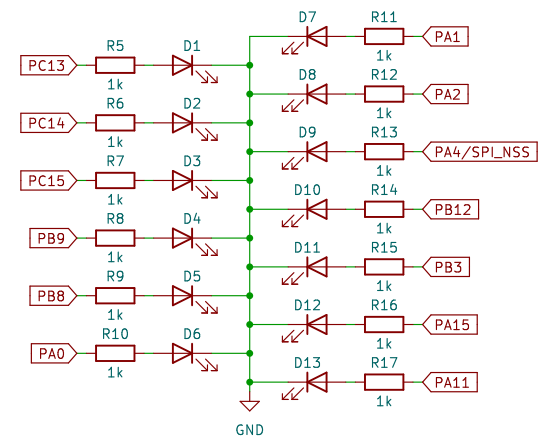 D7 R11
PA1
R5 D1
PC13
1k
1k
D8 R12
PA2
R6 D2
PC14
1k
1k
D9 R13
PA4/SPI_NSS
R7 D3
PC15
1k
1k
D10 R14
PB12
R8 D4
PB9
1k
1k
D11 R15
PB3
R9 D5
PB8
1k
1k
D12 R16
PA15
R10 D6
PA0
1k
1k
D13 R17
PA11
1k
GND